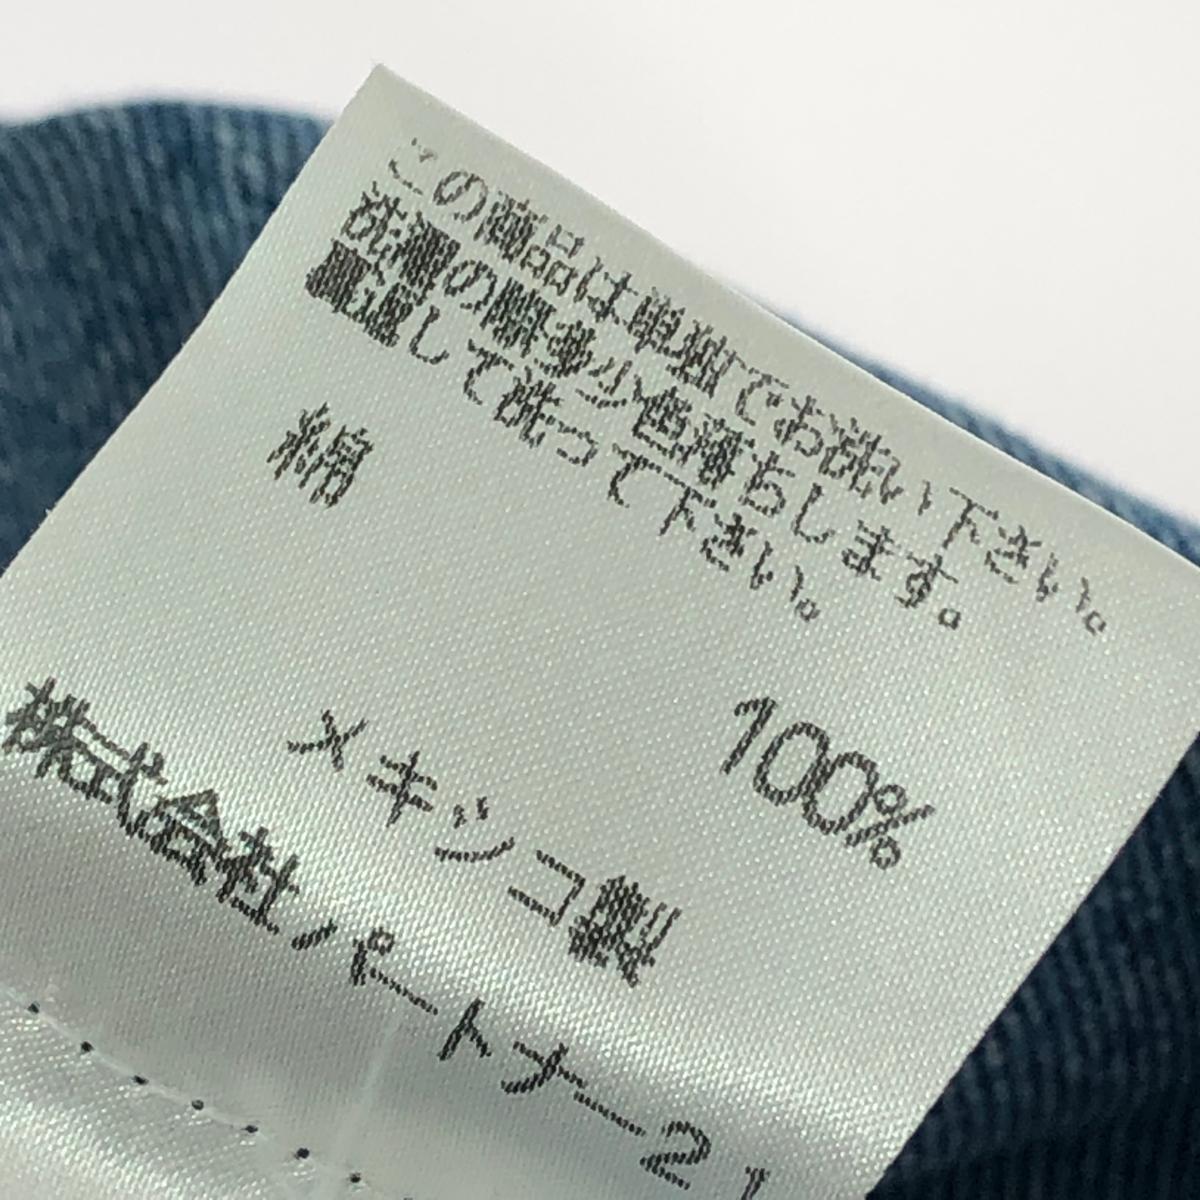 この商品は単独でお洗い下さい。
洗濯の際多少色落ちします。
配慮して洗って下さい。
綿 100%
メキシコ製
株式会社パートナー21